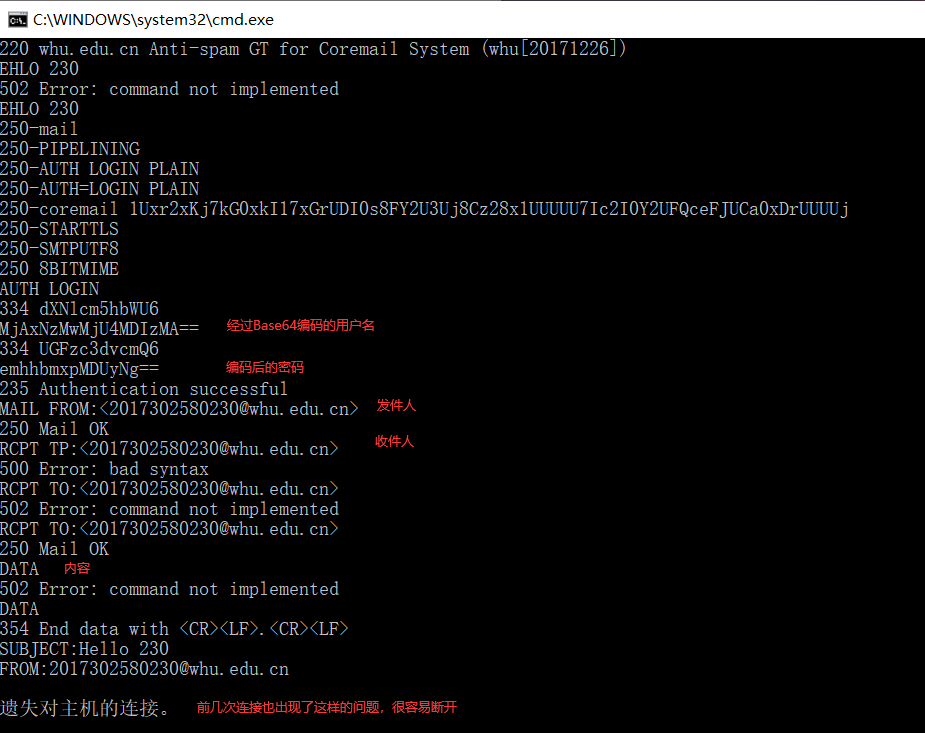 C:\WINDOWS\system32\cmd.exe
220 whu.edu.cn Anti-spam GT for Coremail System (whu[20171226])
EHLO 230
502 Error: command not implemented
EHLO 230
250-mail
250-PIPELINING
250-AUTH LOGIN PLAIN
250-AUTH=LOGIN PLAIN
250-coremail 1Uxr2xKj7kG0xkI17xGrUDI0s8FY2U3Uj8Cz28x1UUUUU7Ic2I0Y2UFQceFJUCa0xDrUUUUj
250-STARTTLS
250-SMTPUTF8
250 8BITMIME
AUTH LOGIN
334 dXNlcm5hbWU6
MjAxNzMwMjU4MDIzMA== 经过Base64编码的用户名
334 UGFzc3dvcmQ6
emhhbmxpMDUyNg== 编码后的密码
235 Authentication successful
MAIL FROM:<2017302580230@whu.edu.cn> 发件人
250 Mail OK
RCPT TP:<2017302580230@whu.edu.cn> 收件人
500 Error: bad syntax
RCPT TO:<2017302580230@whu.edu.cn>
502 Error: command not implemented
RCPT TO:<2017302580230@whu.edu.cn>
250 Mail OK
DATA 内容
502 Error: command not implemented
DATA
354 End data with <CR><LF>.<CR><LF>
SUBJECT:Hello 230
FROM:2017302580230@whu.edu.cn
遗失对主机的连接。 前几次连接也出现了这样的问题，很容易断开